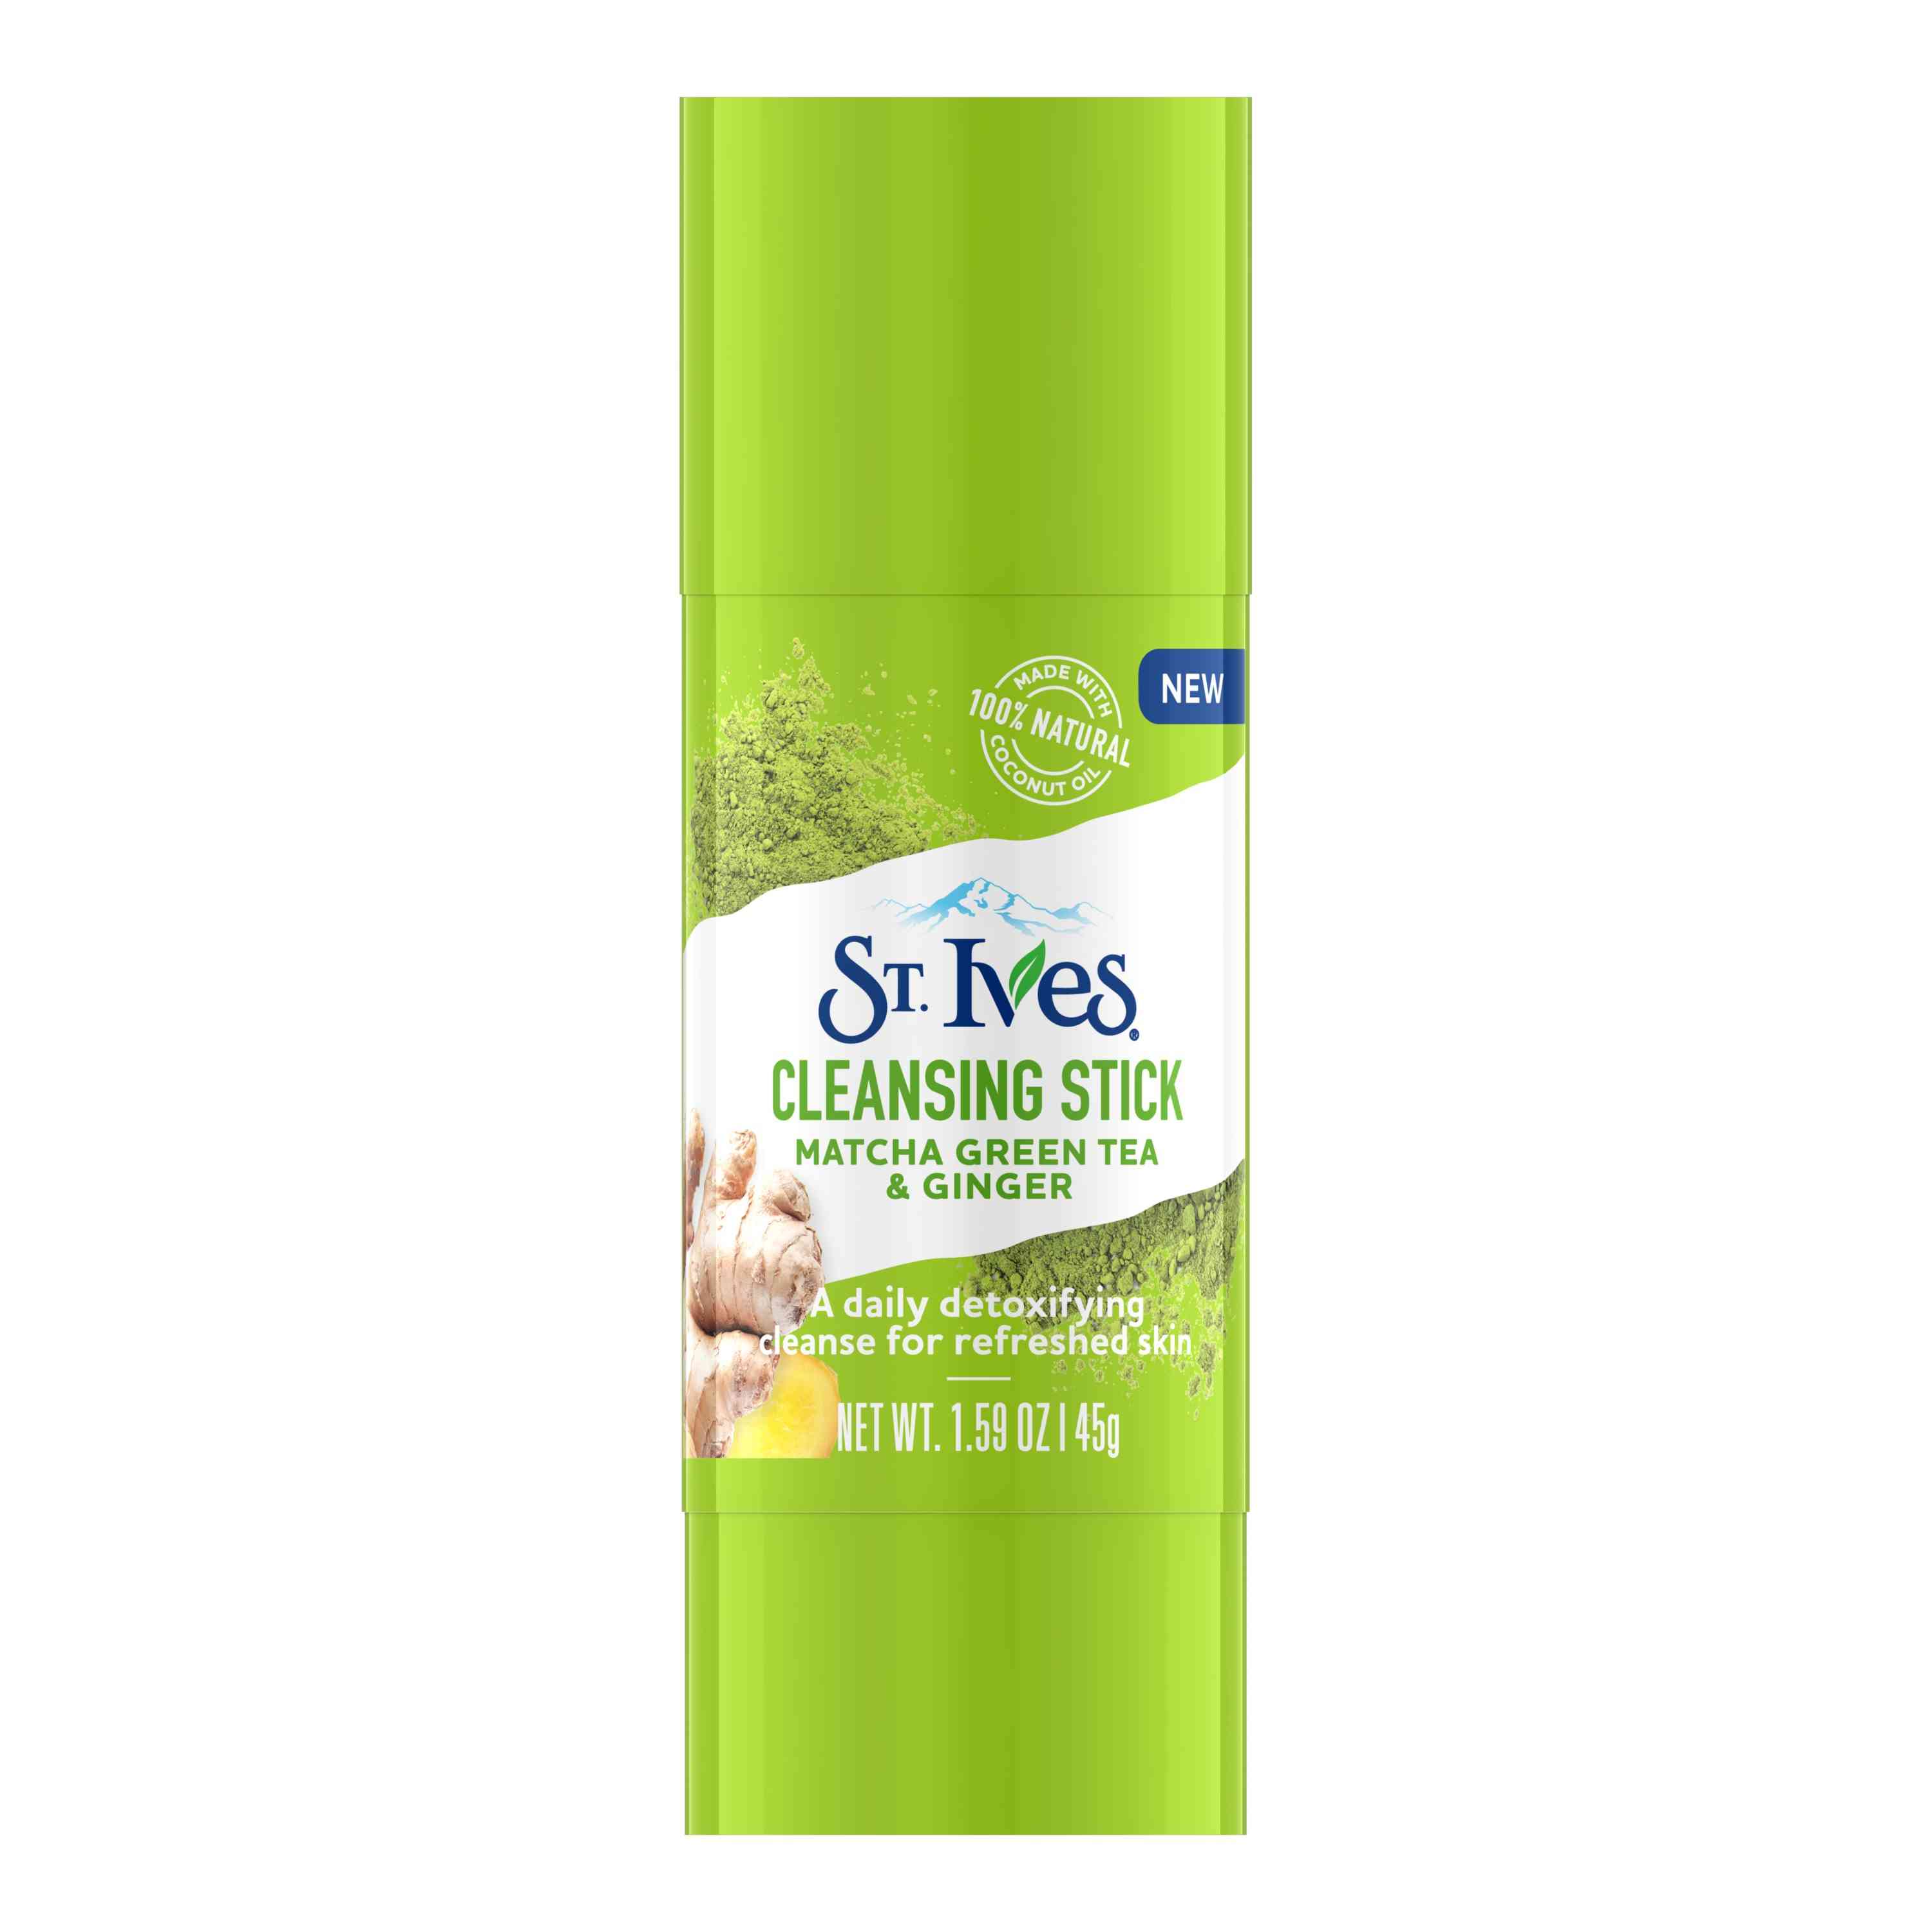 NEW
MADE WITH
100% NATURAL
COCONUT OIL
ST. IVES®
CLEANSING STICK
MATCHA GREEN TEA
& GINGER
A daily detoxifying
cleanse for refreshed skin
NET WT. 1.59 OZ | 45g